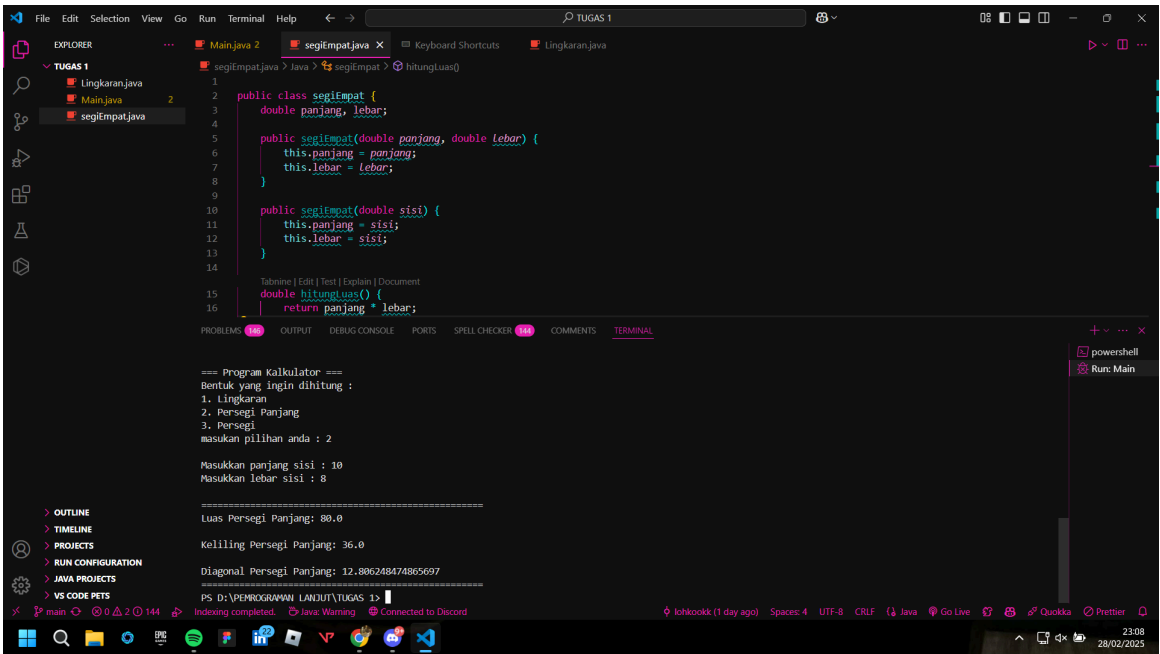 File Edit Selection View Go Run Terminal Help
TUGAS 1
EXPLORER
TUGAS 1
Lingkaran.java
Main.java 2
segiEmpat.java
Main.java 2
segiEmpat.java
Keyboard Shortcuts
Lingkaran.java
segiEmpat.java > Java > segiEmpat > hitungLuas()
1
2 public class segiEmpat {
3 double panjang, lebar;
4
5 public segiEmpat(double panjang, double lebar) {
6 this.panjang = panjang;
7 this.lebar = lebar;
8 }
9
10 public segiEmpat(double sisi) {
11 this.panjang = sisi;
12 this.lebar = sisi;
13 }
14
Tabnine | Edit | Test | Explain | Document
15 double hitungLuas() {
16 return panjang * lebar;
PROBLEMS 146 OUTPUT DEBUG CONSOLE PORTS SPELL CHECKER 144 COMMENTS TERMINAL
powershell
Run: Main
=== Program Kalkulator ===
Bentuk yang ingin dihitung :
1. Lingkaran
2. Persegi Panjang
3. Persegi
masukan pilihan anda : 2
Masukkan panjang sisi : 10
Masukkan lebar sisi : 8
====================================================
Luas Persegi Panjang: 80.0
Keliling Persegi Panjang: 36.0
Diagonal Persegi Panjang: 12.806248474865697
====================================================
PS D:\PEMROGRAMAN LANJUT\TUGAS 1>
OUTLINE
TIMELINE
PROJECTS
RUN CONFIGURATION
JAVA PROJECTS
VS CODE PETS
main 0 2 144 Indexing completed. Java: Warning Connected to Discord lohkookk (1 day ago) Spaces: 4 UTF-8 CRLF Java Go Live Quokka Prettier
EPIC GAMES
22
9+
23:08
28/02/2025